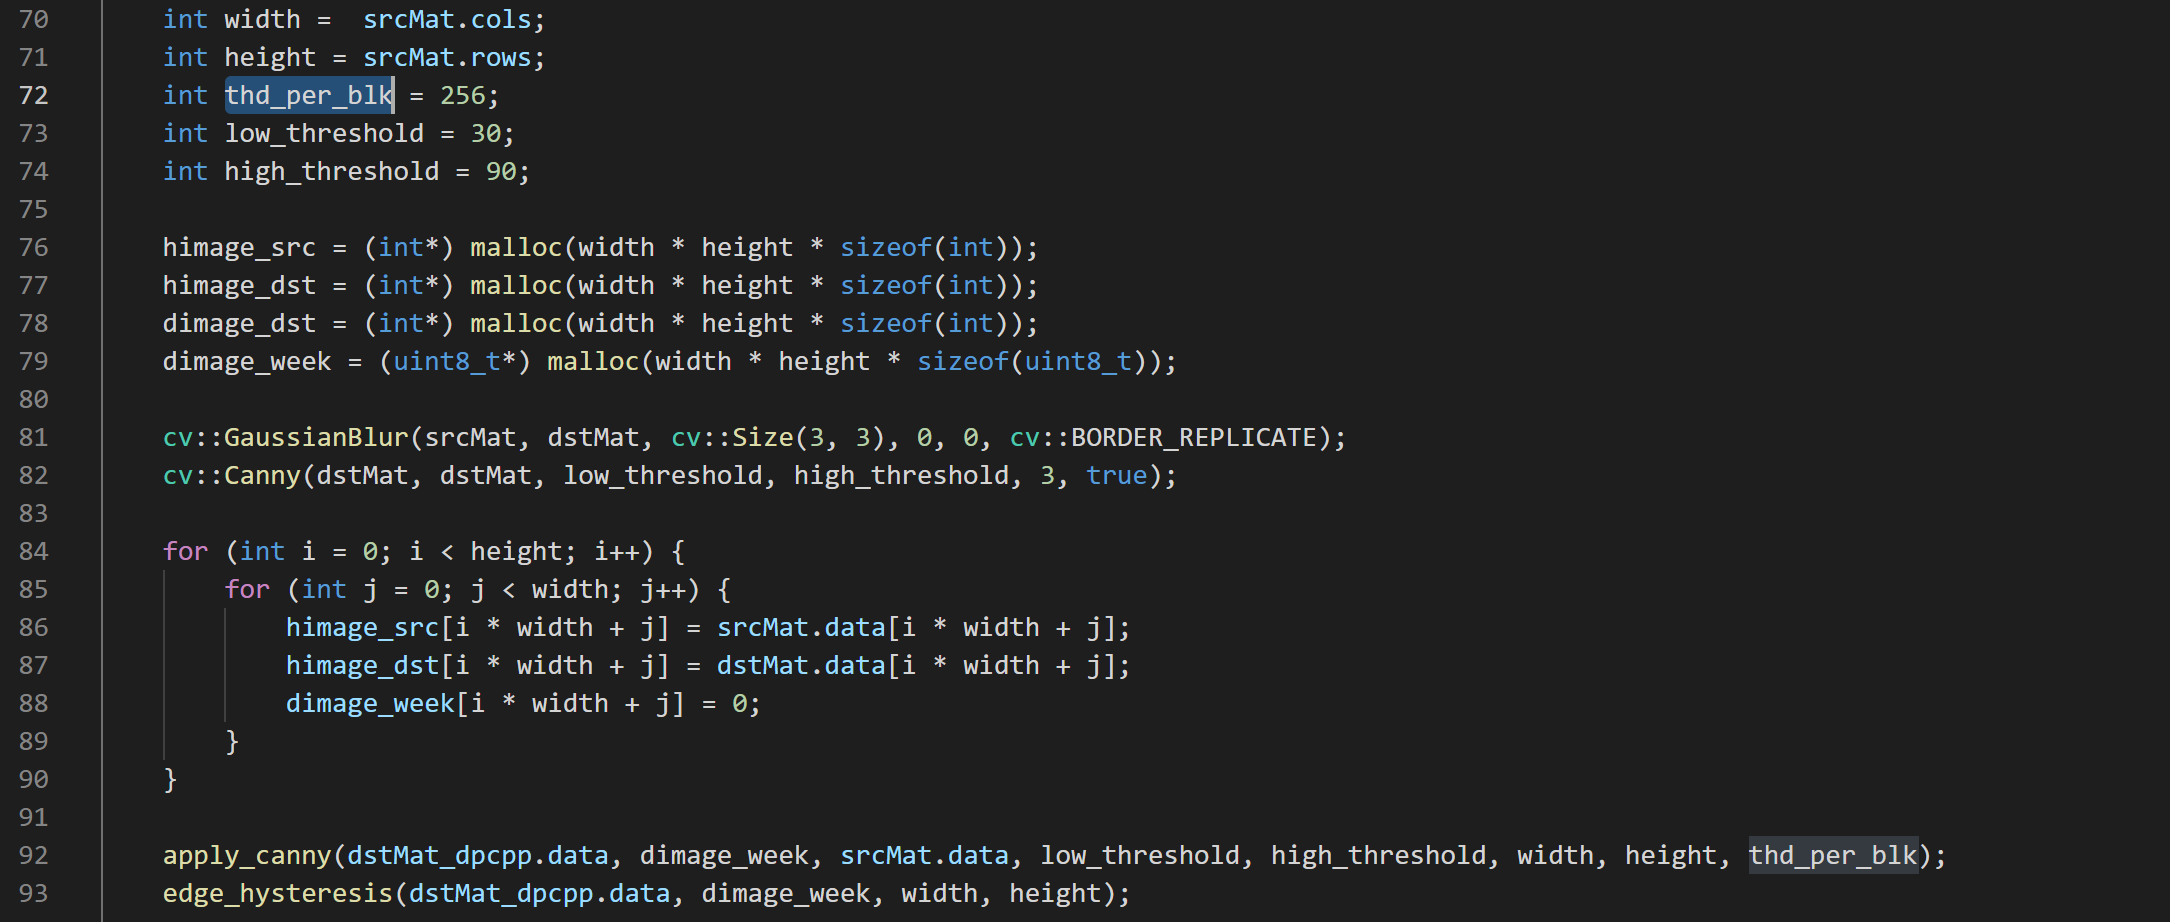 70 int width =  srcMat.cols;
71 int height = srcMat.rows;
72 int thd_per_blk = 256;
73 int low_threshold = 30;
74 int high_threshold = 90;
75
76 himage_src = (int*) malloc(width * height * sizeof(int));
77 himage_dst = (int*) malloc(width * height * sizeof(int));
78 dimage_dst = (int*) malloc(width * height * sizeof(int));
79 dimage_week = (uint8_t*) malloc(width * height * sizeof(uint8_t));
80
81 cv::GaussianBlur(srcMat, dstMat, cv::Size(3, 3), 0, 0, cv::BORDER_REPLICATE);
82 cv::Canny(dstMat, dstMat, low_threshold, high_threshold, 3, true);
83
84 for (int i = 0; i < height; i++) {
85     for (int j = 0; j < width; j++) {
86         himage_src[i * width + j] = srcMat.data[i * width + j];
87         himage_dst[i * width + j] = dstMat.data[i * width + j];
88         dimage_week[i * width + j] = 0;
89     }
90 }
91
92 apply_canny(dstMat_dpcpp.data, dimage_week, srcMat.data, low_threshold, high_threshold, width, height, thd_per_blk);
93 edge_hysteresis(dstMat_dpcpp.data, dimage_week, width, height);